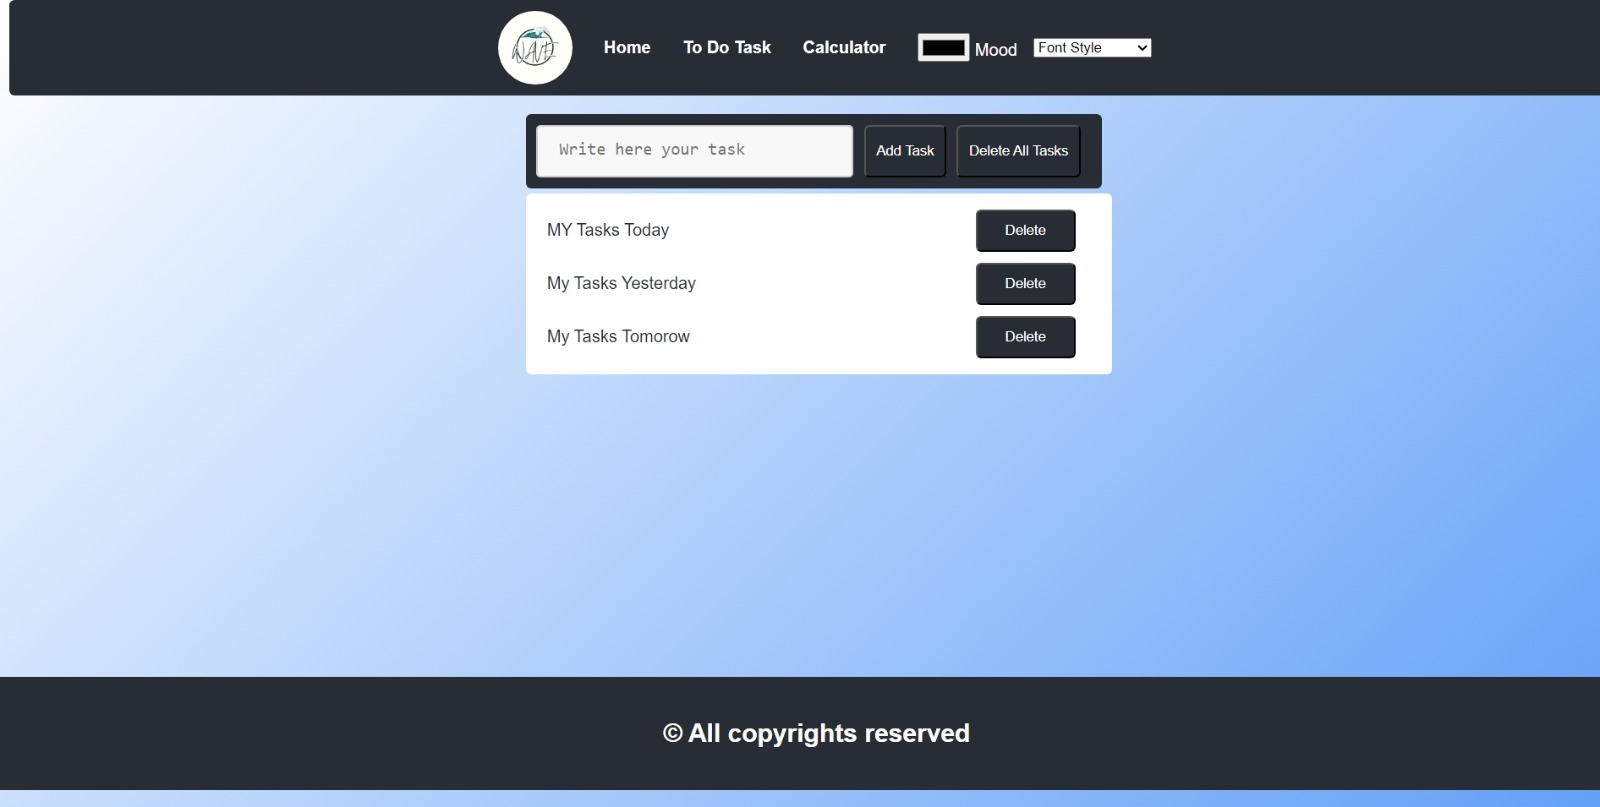 WAVE
Home To Do Task Calculator Mood Font Style
Write here your task Add Task Delete All Tasks
MY Tasks Today Delete
My Tasks Yesterday Delete
My Tasks Tomorow Delete
© All copyrights reserved